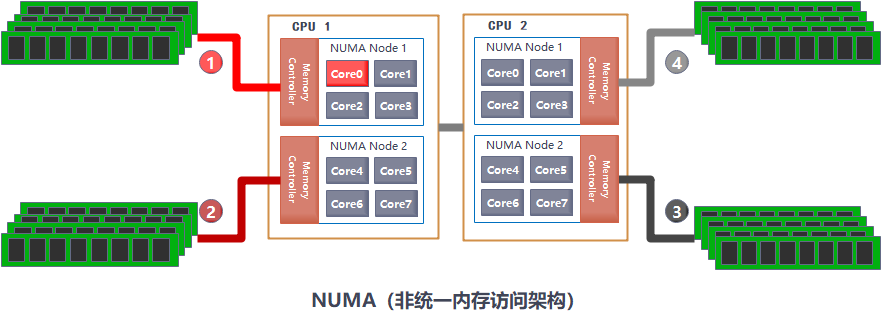 CPU 1
NUMA Node 1
Memory Controller
Core0
Core1
Core2
Core3
NUMA Node 2
Memory Controller
Core4
Core5
Core6
Core7
CPU 2
NUMA Node 1
Core0
Core1
Core2
Core3
Memory Controller
NUMA Node 2
Core4
Core5
Core6
Core7
Memory Controller
1
2
4
3
NUMA（非统一内存访问架构）